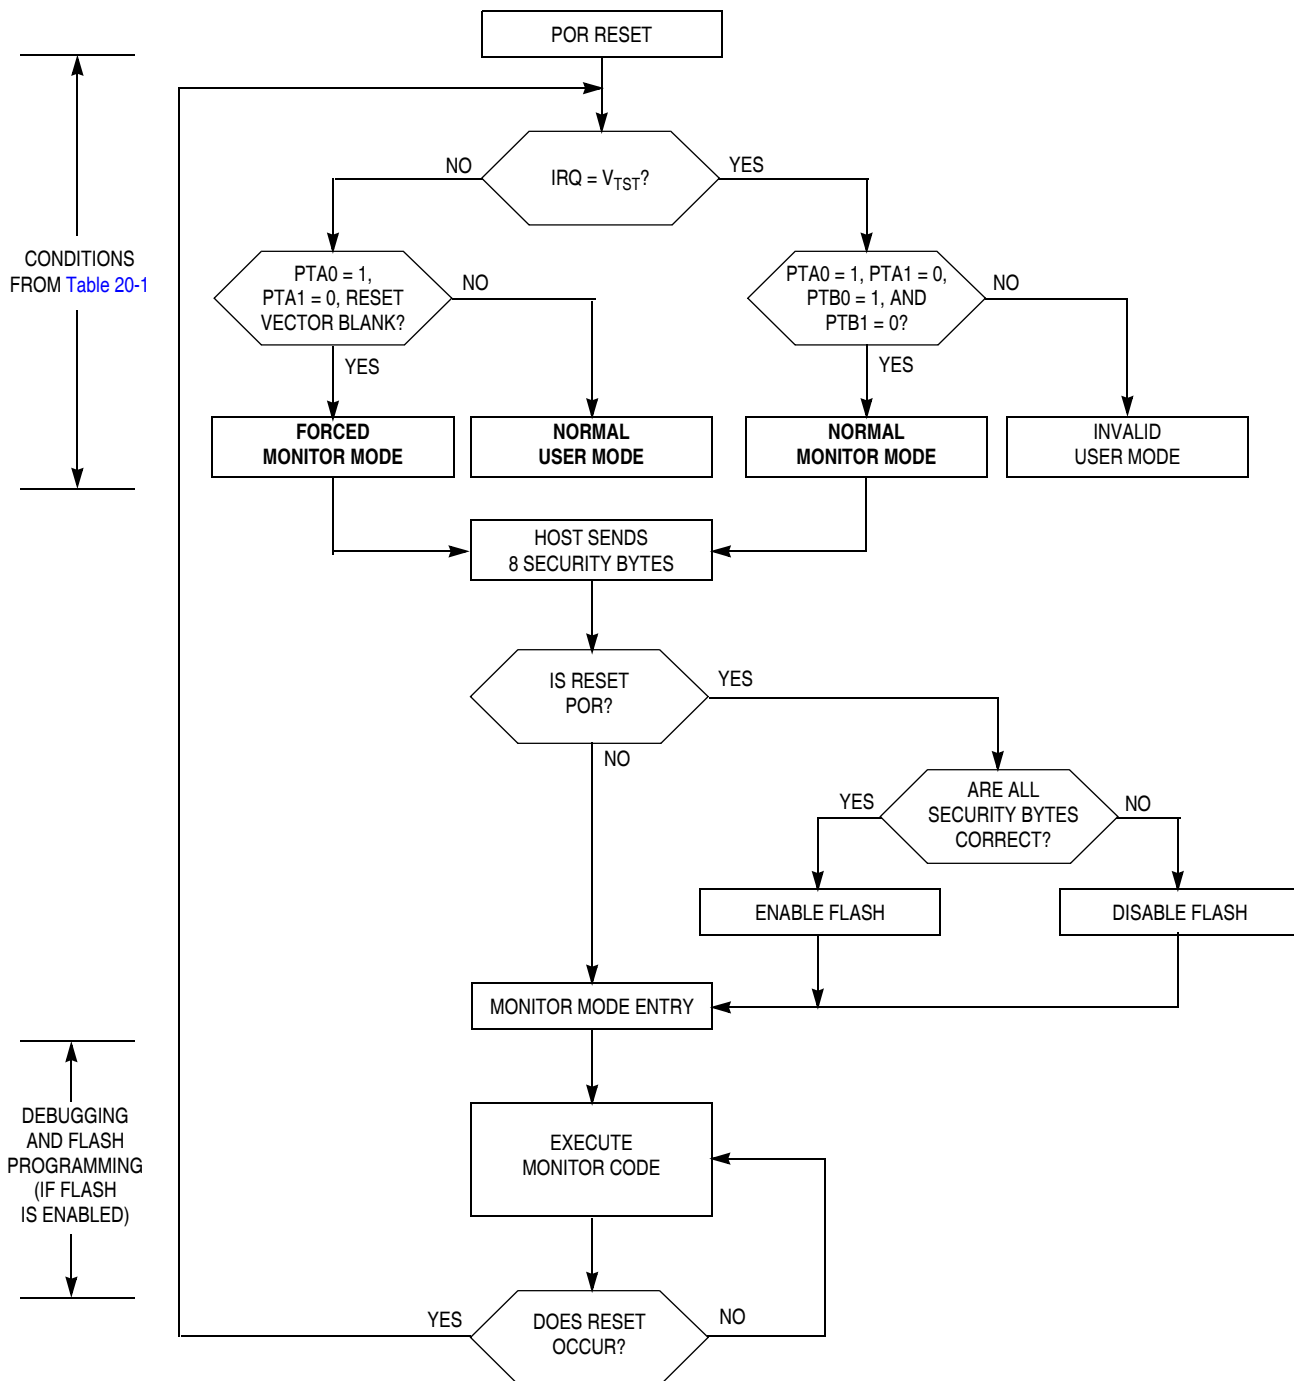 POR RESET
IRQ = VTST?
NO
YES
CONDITIONS
FROM Table 20-1
PTA0 = 1,
PTA1 = 0, RESET
VECTOR BLANK?
NO
YES
PTA0 = 1, PTA1 = 0,
PTB0 = 1, AND
PTB1 = 0?
NO
YES
FORCED
MONITOR MODE
NORMAL
USER MODE
NORMAL
MONITOR MODE
INVALID
USER MODE
HOST SENDS
8 SECURITY BYTES
IS RESET
POR?
YES
NO
ARE ALL
SECURITY BYTES
CORRECT?
YES
NO
ENABLE FLASH
DISABLE FLASH
MONITOR MODE ENTRY
DEBUGGING
AND FLASH
PROGRAMMING
(IF FLASH
IS ENABLED)
EXECUTE
MONITOR CODE
YES
DOES RESET
OCCUR?
NO